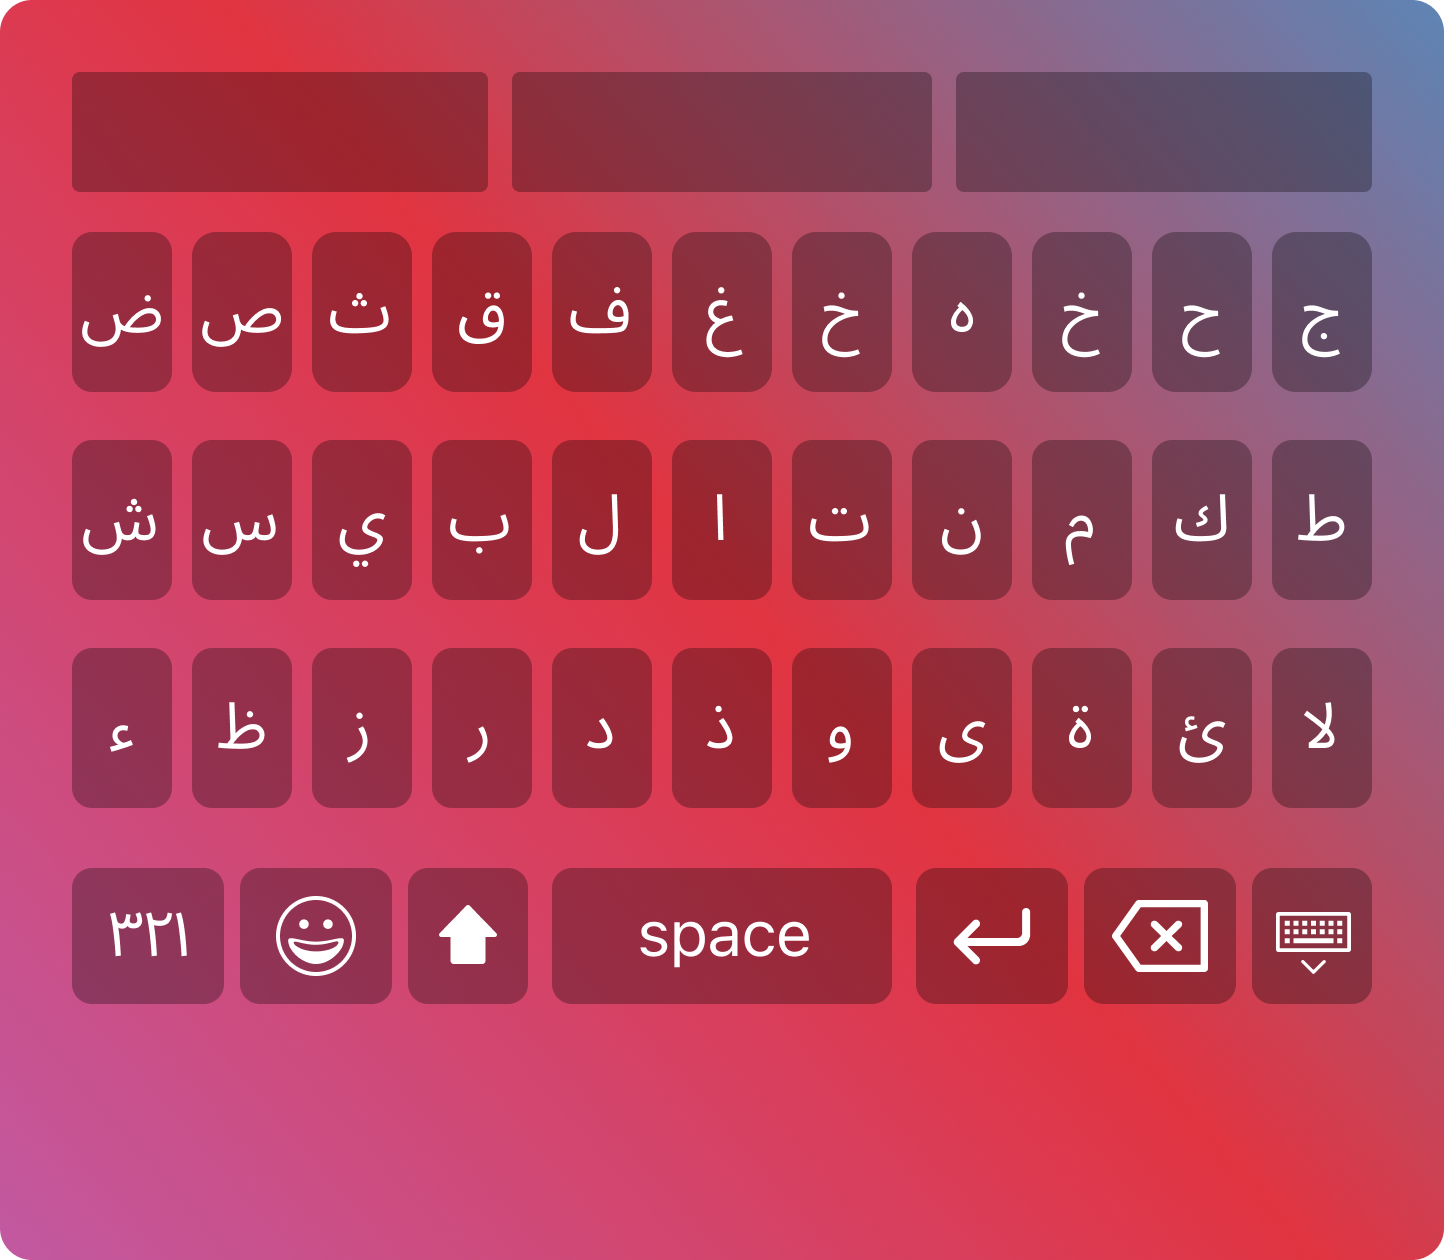 ج ح خ ه خ غ ف ق ث ص ض
ط ك م ن ت ا ل ب ي س ش
لا ئ ة ى و ذ د ر ز ظ ء
٣٢١ space